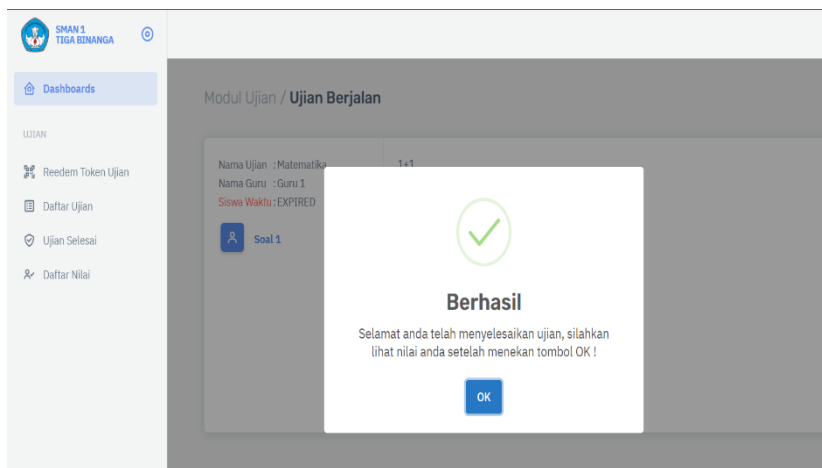 SMAN 1
TIGA BINANGA
Dashboards
UJIAN
Reedem Token Ujian
Daftar Ujian
Ujian Selesai
Daftar Nilai
Modul Ujian / Ujian Berjalan
Nama Ujian : Matematika
Nama Guru : Guru 1
Siswa Waktu : EXPIRED
Soal 1
1+1
Berhasil
Selamat anda telah menyelesaikan ujian, silahkan
lihat nilai anda setelah menekan tombol OK !
OK